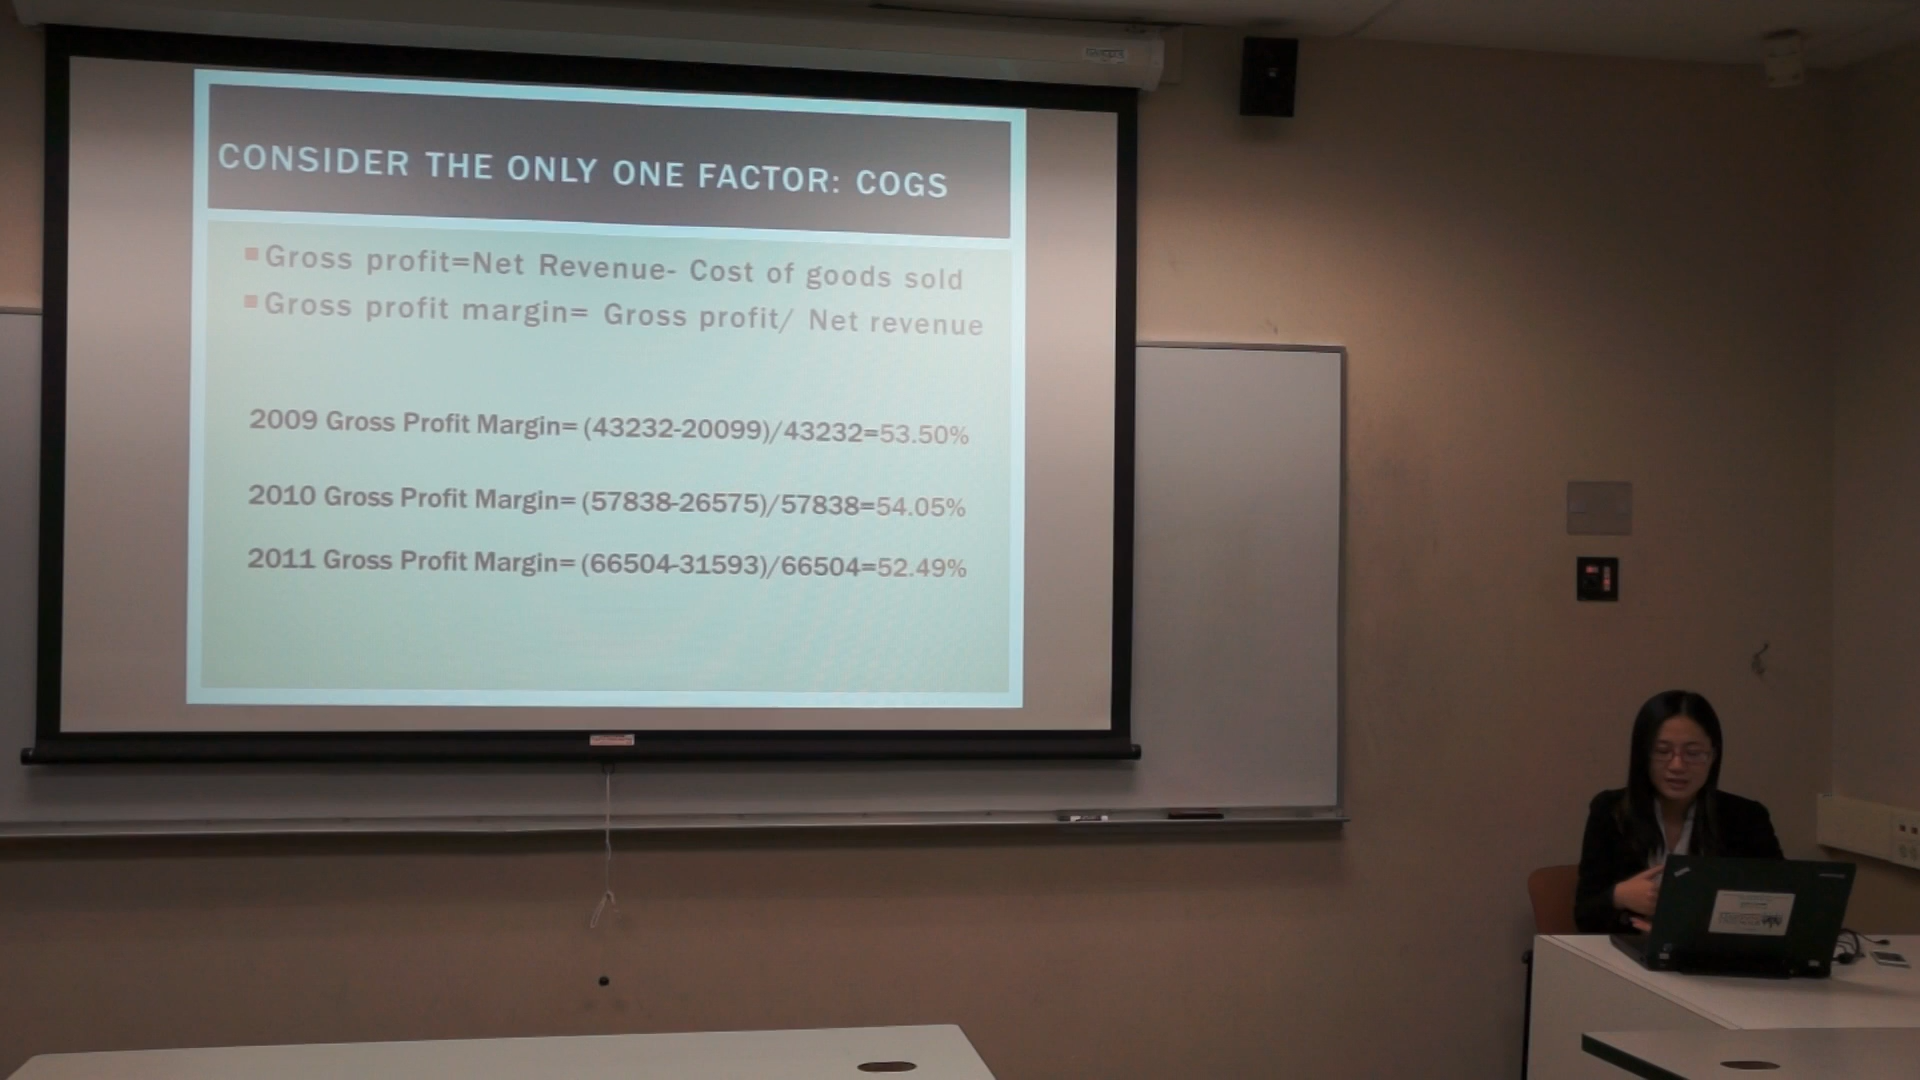 CONSIDER THE ONLY ONE FACTOR: COGS
Gross profit=Net Revenue- Cost of goods sold
Gross profit margin= Gross profit/ Net revenue
2009 Gross Profit Margin= (43232-20099)/43232=53.50%
2010 Gross Profit Margin= (57838-26575)/57838=54.05%
2011 Gross Profit Margin= (66504-31593)/66504=52.49%